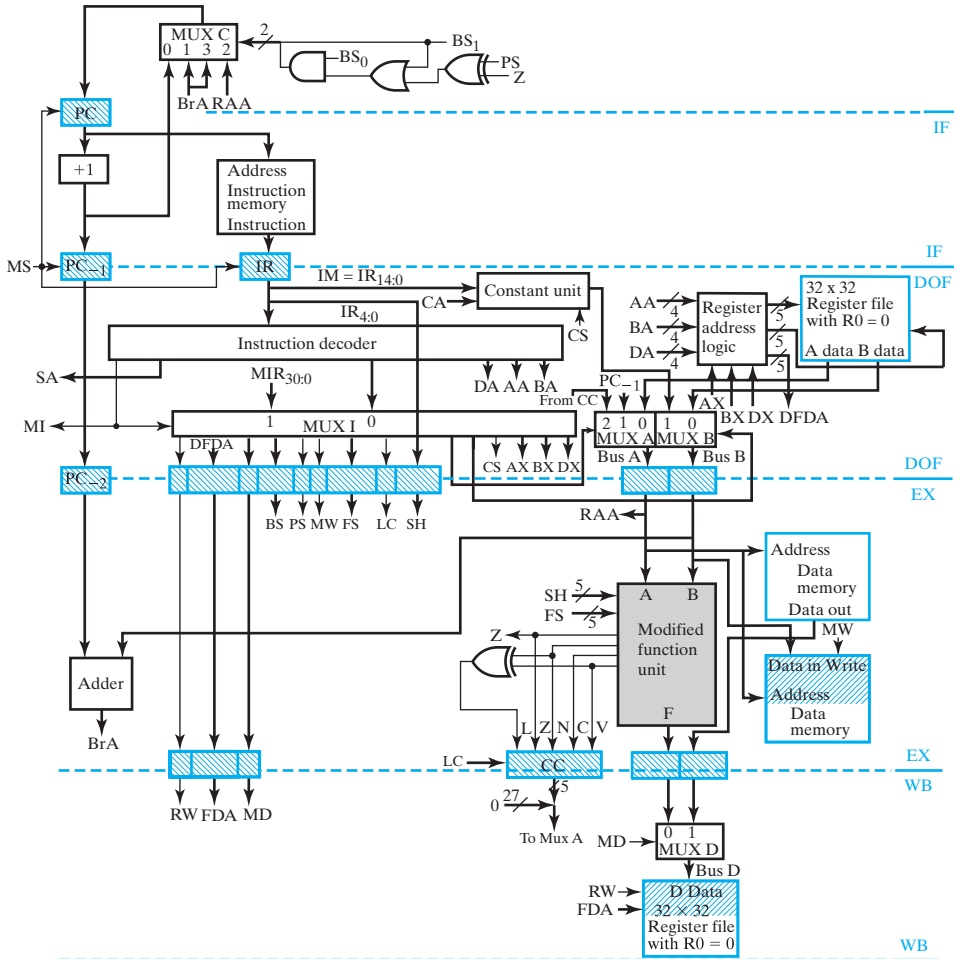 MUX C
0 1 3 2
2
BS1
BS0
PS
Z
BrA RAA
PC
IF
+1
Address
Instruction
memory
Instruction
MS
PC−1
IR
IF
DOF
IM = IR14:0
CA
Constant unit
CS
IR4:0
Instruction decoder
AA
4
BA
4
DA
4
Register
address
logic
5
5
5
32 x 32
Register file
with R0 = 0
A data B data
SA
DA AA BA
MIR30:0
PC−1
From CC
AX
BX DX DFDA
MI
1 0
MUX I
2 1 0 1 0
MUX A MUX B
DFDA
CS AX BX DX
Bus A Bus B
PC−2
DOF
EX
BS PS MW FS LC SH
RAA
Address
Data
memory
Data out
MW
SH
5
FS
5
A B
Modified
function
unit
F
Z
Data in Write
Address
Data
memory
Adder
BrA
L Z N C V
LC
CC
EX
WB
5
27
0
To Mux A
RW FDA MD
MD
0 1
MUX D
Bus D
RW
FDA
D Data
32 × 32
Register file
with R0 = 0
WB